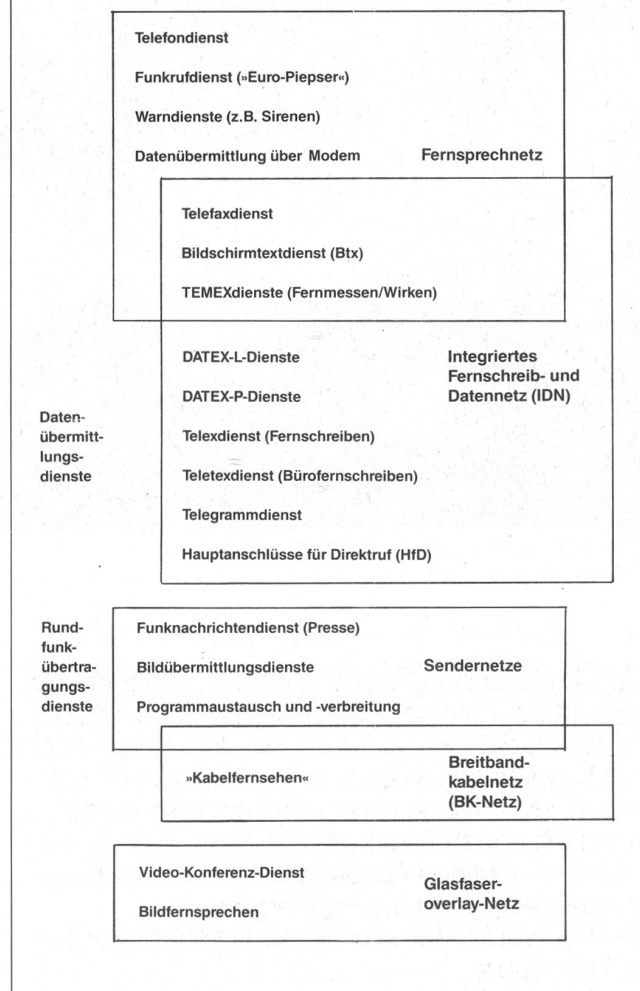 Telefondienst
Funkrufdienst (»Euro-Piepser«)
Warndienste (z.B. Sirenen)
Datenübermittlung über Modem
Fernsprechnetz
Telefaxdienst
Bildschirmtextdienst (Btx)
TEMEXdienste (Fernmessen/Wirken)
DATEX-L-Dienste
DATEX-P-Dienste
Integriertes
Fernschreib- und
Datennetz (IDN)
Daten-
übermitt-
lungs-
dienste
Telexdienst (Fernschreiben)
Teletexdienst (Bürofernschreiben)
Telegrammdienst
Hauptanschlüsse für Direktruf (HfD)
Rund-
funk-
übertra-
gungs-
dienste
Funknachrichtendienst (Presse)
Bildübermittlungsdienste
Sendernetze
Programmaustausch und -verbreitung
»Kabelfernsehen«
Breitband-
kabelnetz
(BK-Netz)
Video-Konferenz-Dienst
Bildfernsprechen
Glasfaser-
overlay-Netz